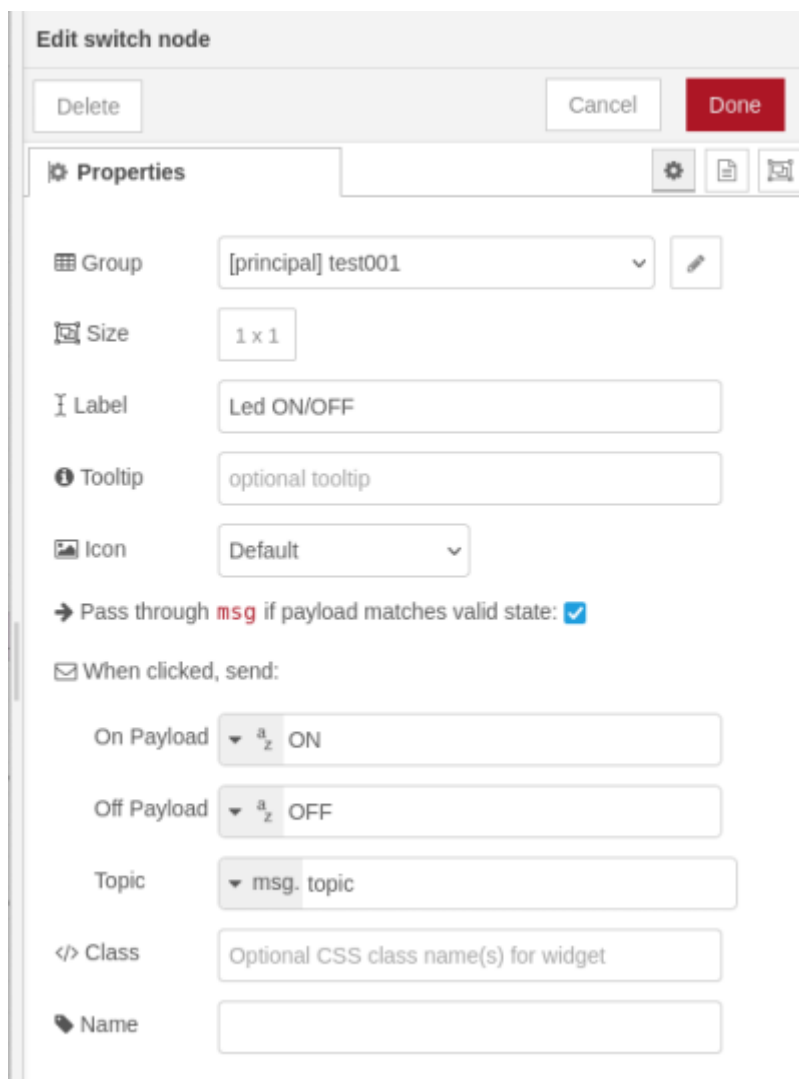 Edit switch node
Delete Cancel Done
Properties
Group [principal] test001
Size 1 x 1
Label Led ON/OFF
Tooltip optional tooltip
Icon Default
Pass through msg if payload matches valid state:
When clicked, send:
On Payload az ON
Off Payload az OFF
Topic msg. topic
</> Class Optional CSS class name(s) for widget
Name